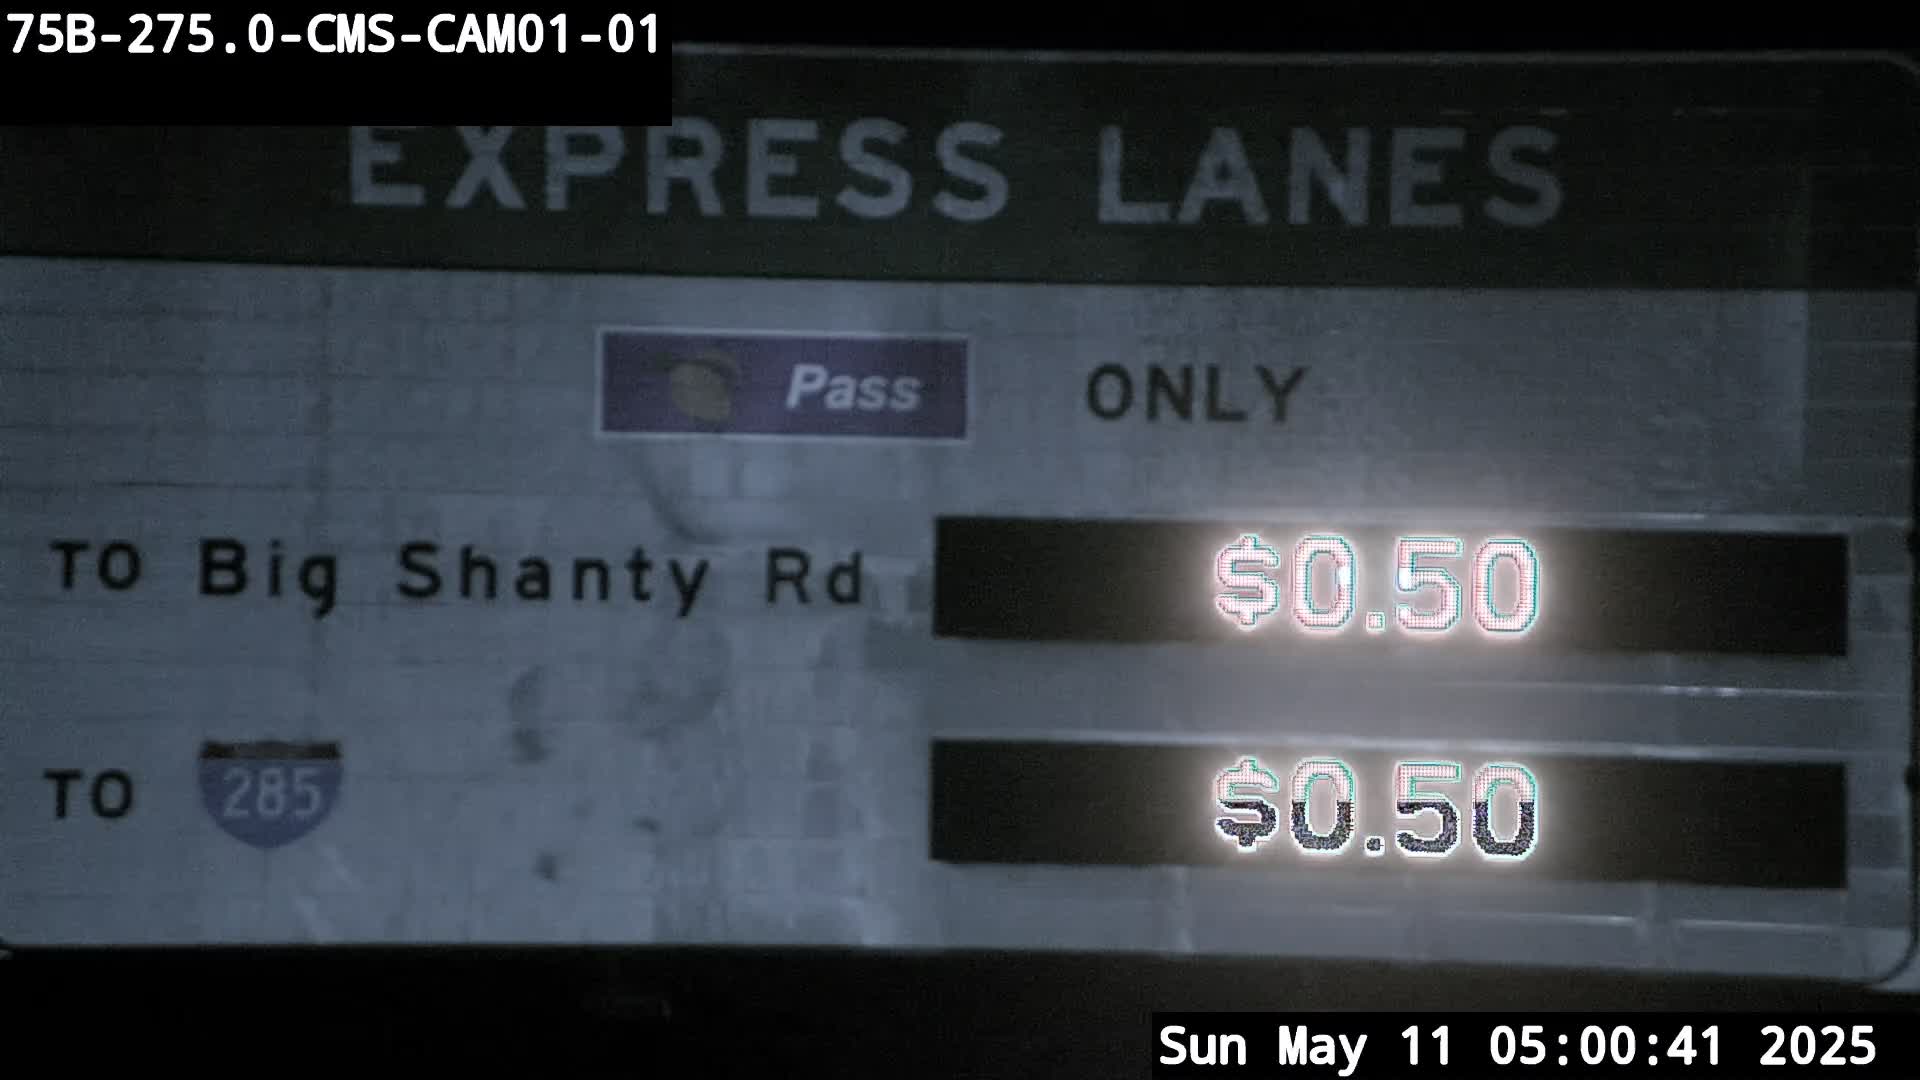 75B-275.0-CMS-CAM01-01
EXPRESS LANES
Pass ONLY
TO Big Shanty Rd $0.50
TO 285 $0.50
Sun May 11 05:00:41 2025